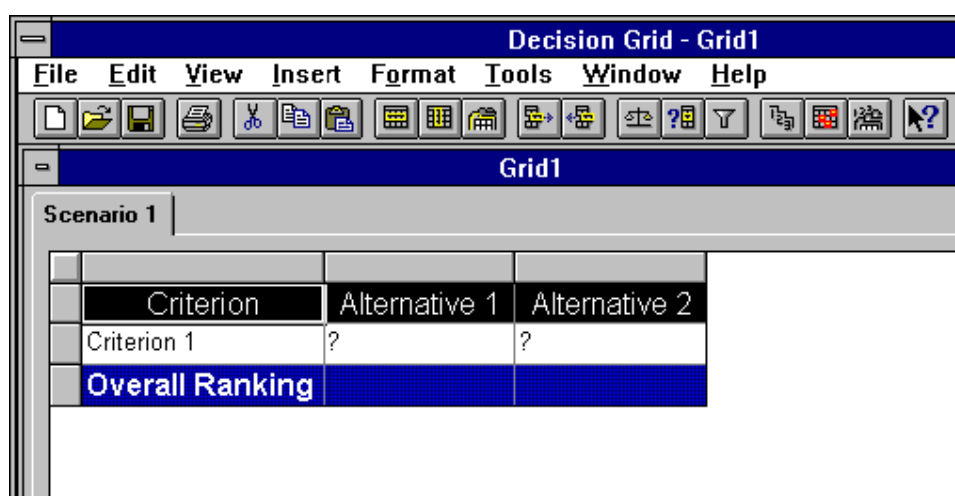 Decision Grid - Grid1
File Edit View Insert Format Tools Window Help
Grid1
Scenario 1
Criterion Alternative 1 Alternative 2
Criterion 1 ? ?
Overall Ranking